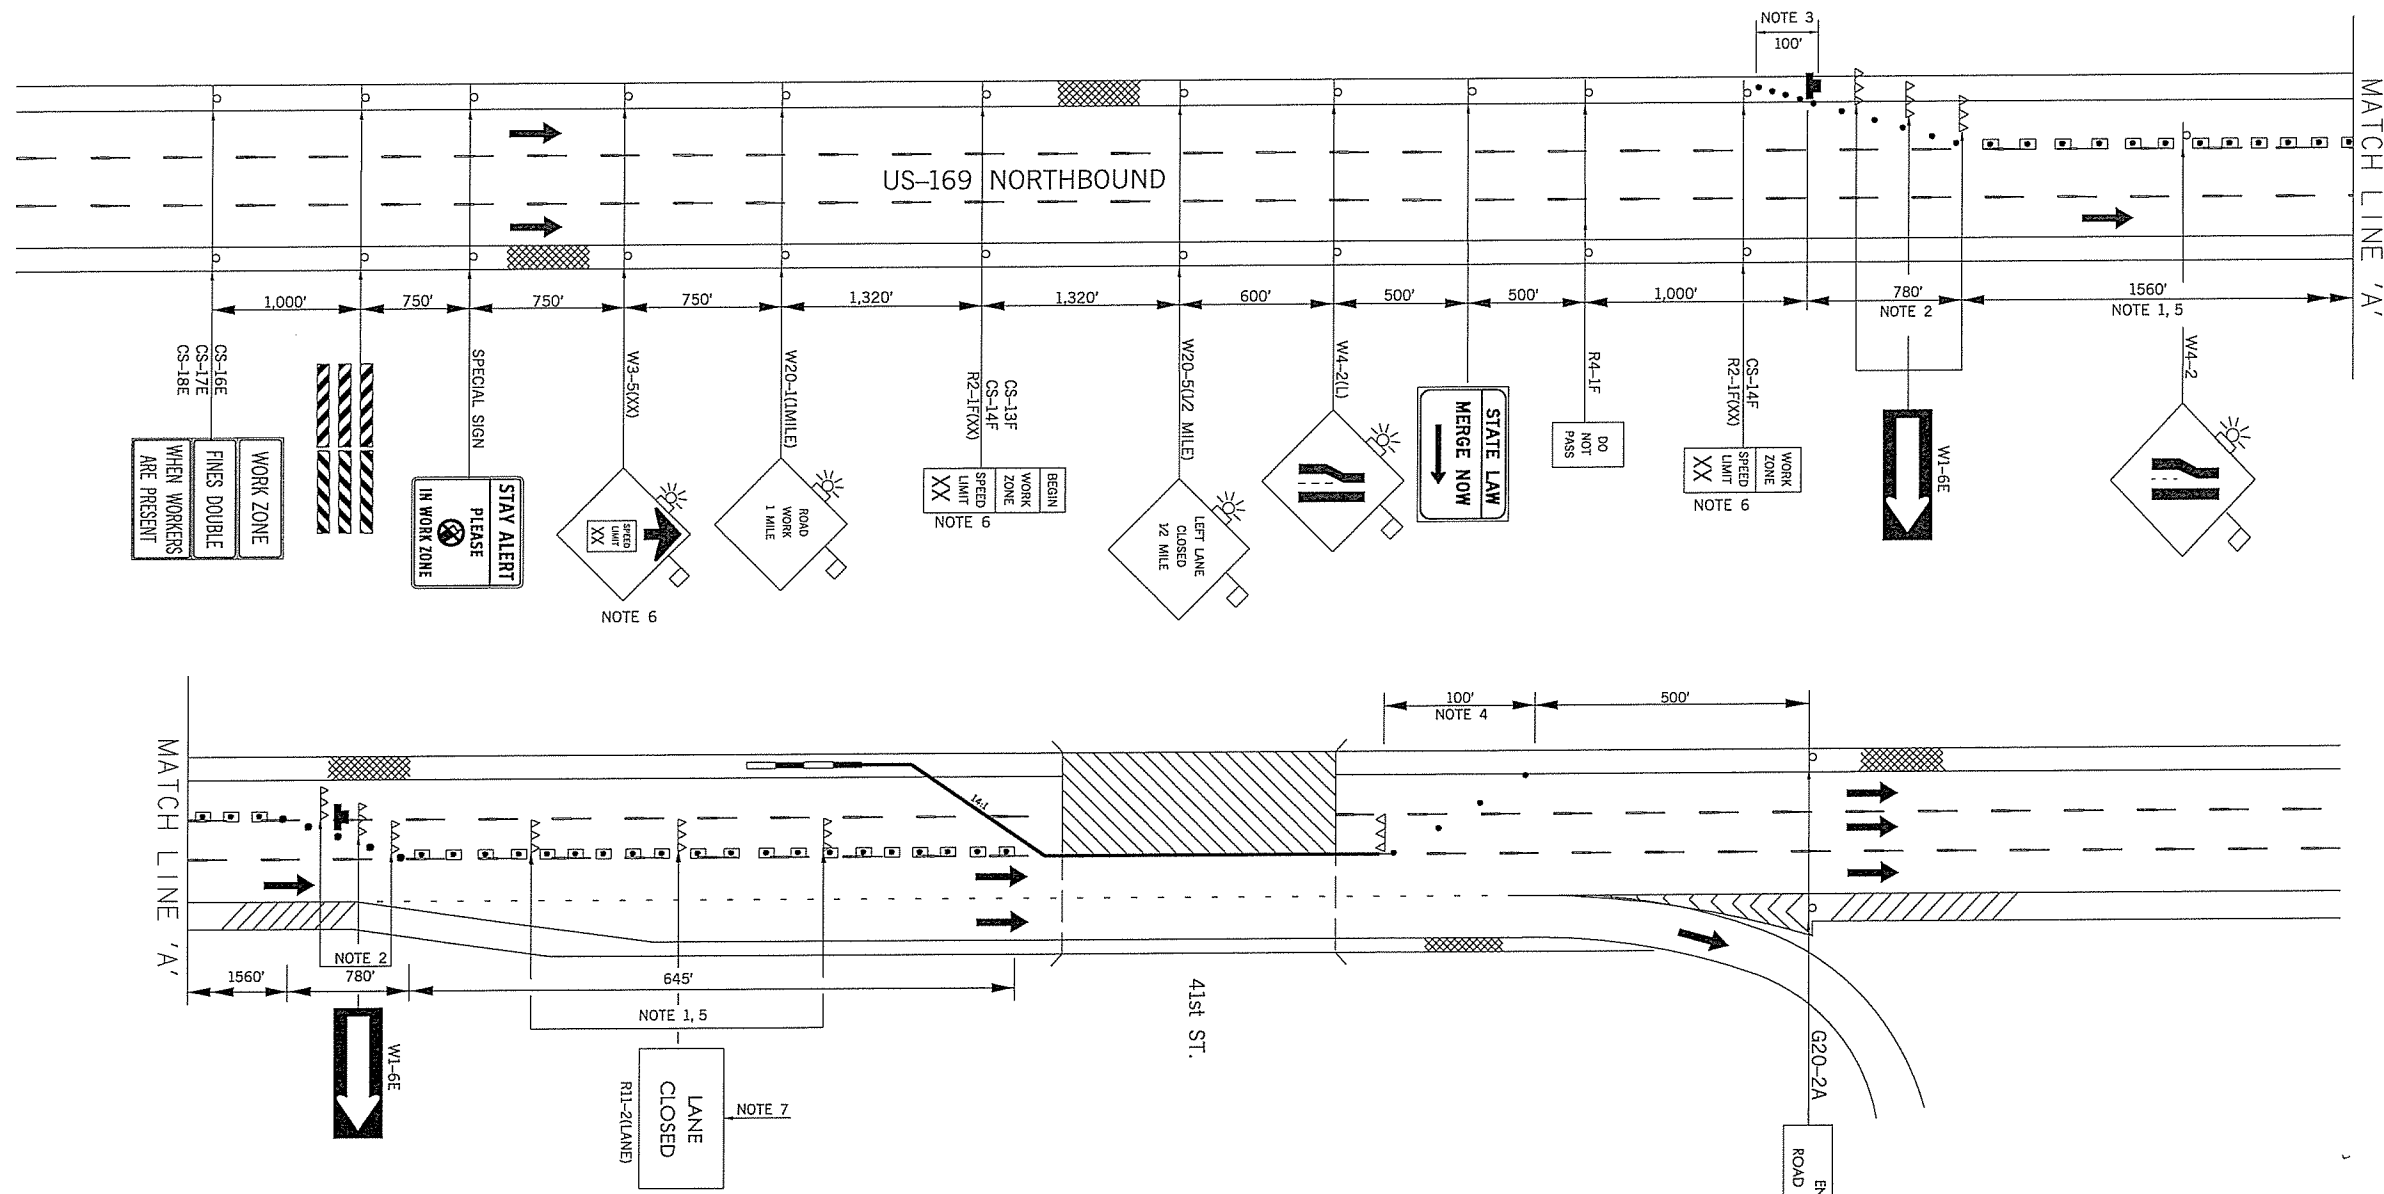 NOTE 3
100'
MATCH LINE 'A'
US-169 NORTHBOUND
1,000'
750'
750'
750'
1,320'
1,320'
600'
500'
500'
1,000'
780'
NOTE 2
1560'
NOTE 1, 5
CS-16E
CS-17E
CS-18E
WORK ZONE
FINES DOUBLE
WHEN WORKERS
ARE PRESENT
SPECIAL SIGN
STAY ALERT
PLEASE
IN WORK ZONE
W3-5(XX)
SPEED
LIMIT
XX
NOTE 6
W20-1(1MILE)
ROAD
WORK
1 MILE
CS-13F
CS-14F
R2-1F(XX)
BEGIN
WORK
ZONE
SPEED
LIMIT
XX
NOTE 6
W20-5(1/2 MILE)
LEFT LANE
CLOSED
1/2 MILE
W4-2(L)
STATE LAW
MERGE NOW
R4-1F
DO
NOT
PASS
CS-14F
R2-1F(XX)
WORK
ZONE
SPEED
LIMIT
XX
NOTE 6
W1-6E
W4-2
MATCH LINE 'A'
100'
NOTE 4
500'
14:1
NOTE 2
1560'
780'
645'
NOTE 1, 5
W1-6E
LANE
CLOSED
R11-2(LANE)
NOTE 7
41st ST.
G20-2A
ROAD